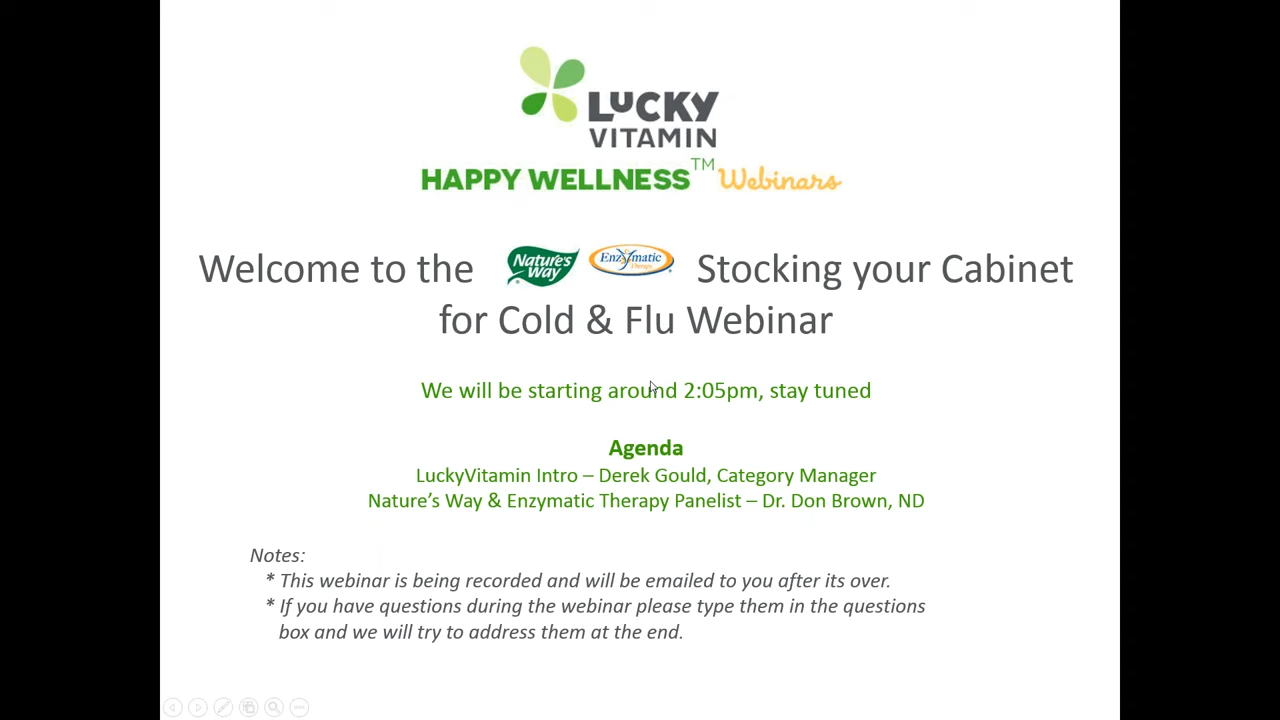 LUCKY
VITAMIN
HAPPY WELLNESS™ Webinars
Welcome to the Nature's Way Enzymatic Therapy Stocking your Cabinet
for Cold & Flu Webinar
We will be starting around 2:05pm, stay tuned
Agenda
LuckyVitamin Intro – Derek Gould, Category Manager
Nature's Way & Enzymatic Therapy Panelist – Dr. Don Brown, ND
Notes:
* This webinar is being recorded and will be emailed to you after its over.
* If you have questions during the webinar please type them in the questions
box and we will try to address them at the end.